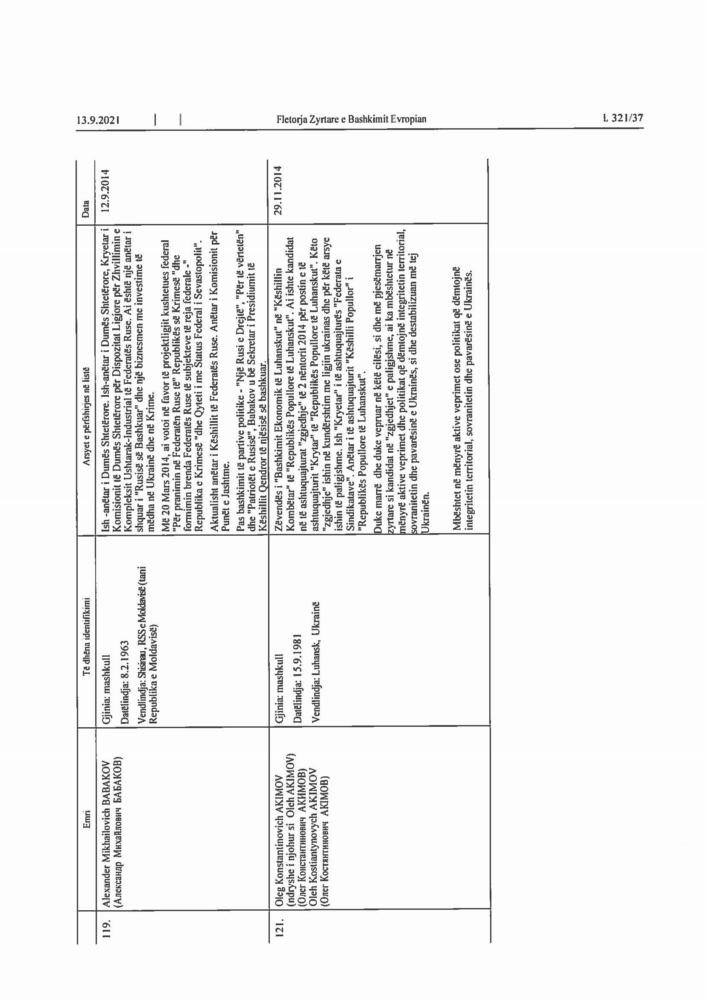 13.9.2021 | | Fletorja Zyrtare e Bashkimit Evropian L 321/37
Emri
Të dhëna identifikimi
Arsyet e përfshirjes në listë
Data
119.
Alexander Mikhailovich BABAKOV
(Александр Михайлович БАБАКОВ)
Gjinia: mashkull
Datëlindja: 8.2.1963
Vendlindja: Shisinau, RSS e Moldavisë (tani
Republika e Moldavisë)
Ish -anëtar i Dumës Shtetërore. Ish-anëtar i Dumës Shtetërore, Kryetar i
Komisionit të Dumës Shtetërore për Dispozitat Ligjore për Zhvillimin e
Kompleksit Ushtarak-Industrial të Federatës Ruse. Ai është një anëtar i
shquar i "Rusisë së Bashkuar" dhe një biznesmen me investime të
mëdha në Ukrainë dhe në Krime.
Më 20 Mars 2014, ai votoi në favor të projektligjit kushtetues federal
"Për pranimin në Federatën Ruse të" Republikës së Krimesë "dhe
formimin brenda Federatës Ruse të subjekteve të reja federale -"
Republika e Krimesë "dhe Qyteti i me Status Federal i Sevastopolit".
Aktualisht anëtar i Këshillit të Federatës Ruse. Anëtar i Komisionit për
Punët e Jashtme.
Pas bashkimit të partive politike - "Një Rusi e Drejtë", "Për të vërtetën"
dhe "Patriotët e Rusisë", Babakov u bë Sekretar i Presidiumit të
Këshillit Qendror të njësisë së bashkuar.
12.9.2014
121.
Oleg Konstantinovich AKIMOV
(ndryshe i njohur si Oleh AKIMOV)
(Олег Константинович АКИМОВ)
Oleh Kostiantynovych AKIMOV
(Олег Костянтинович АКІМОВ)
Gjinia: mashkull
Datëlindja: 15.9.1981
Vendlindja: Luhansk, Ukrainë
Zëvendës i "Bashkimit Ekonomik të Luhanskut" në "Këshillin
Kombëtar" të "Republikës Popullore të Luhanskut". Ai ishte kandidat
në të ashtuquajturat "zgjedhje" të 2 nëntorit 2014 për postin e të
ashtuquajturit "Krytar" të "Republikës Popullore të Luhanskut". Këto
"zgjedhje" ishin në kundërshtim me ligjin ukrainas dhe për këtë arsye
ishin të paligjshme. Ish "Kryetar" i të ashtuquajturës "Federata e
Sindikatave". Anëtar i të ashtuquajturit "Këshilli Popullor" i
"Republikës Popullore të Luhanskut".
Duke marrë dhe duke vepruar në këtë cilësi, si dhe më pjesëmarrjen
zyrtare si kandidat në "zgjedhjet" e paligjshme, ai ka mbështetur në
mënyrë aktive veprimet dhe politikat që dëmtojnë integritetin territorial,
sovranitetin dhe pavarësinë e Ukrainës, si dhe destabilizuan më tej
Ukrainën.
Mbështet në mënyrë aktive veprimet ose politikat që dëmtojnë
integritetin territorial, sovranitetin dhe pavarësinë e Ukrainës.
29.11.2014